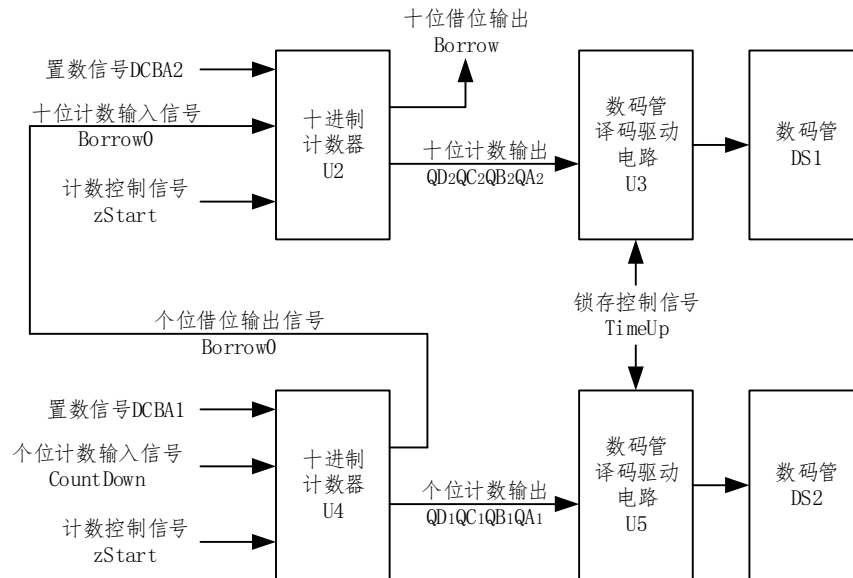 十位借位输出
Borrow
置数信号DCBA2
十位计数输入信号
Borrow0
计数控制信号
zStart
十进制
计数器
U2
十位计数输出
QD₂QC₂QB₂QA₂
数码管
译码驱动
电路
U3
数码管
DS1
锁存控制信号
TimeUp
个位借位输出信号
Borrow0
置数信号DCBA1
个位计数输入信号
CountDown
计数控制信号
zStart
十进制
计数器
U4
个位计数输出
QD₁QC₁QB₁QA₁
数码管
译码驱动
电路
U5
数码管
DS2